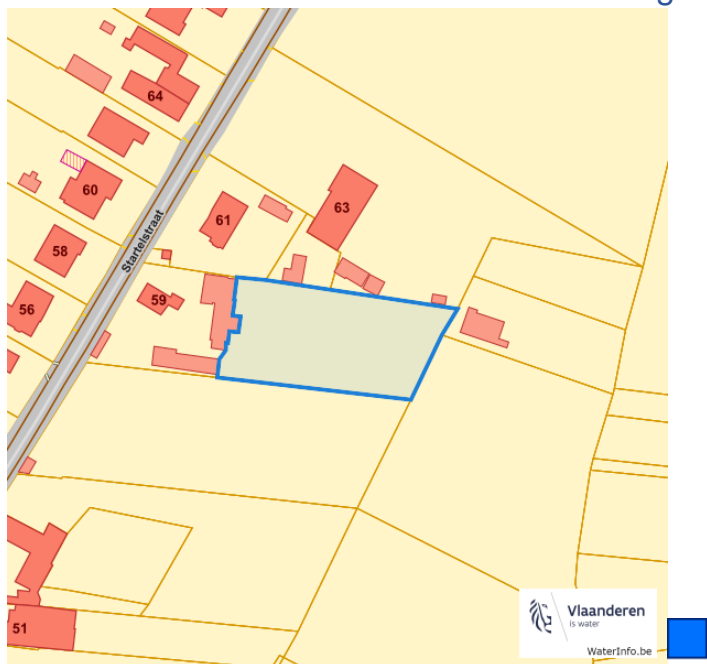 g
64
60
61
63
Startelstraat
58
59
56
51
Vlaanderen
is water
WaterInfo.be